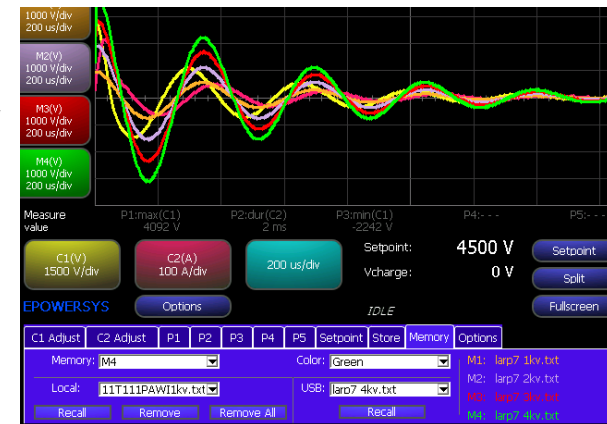 1000 V/div
200 us/div
M2(V)
1000 V/div
200 us/div
M3(V)
1000 V/div
200 us/div
M4(V)
1000 V/div
200 us/div
Measure P1:max(C1) P2:dur(C2) P3:min(C1) P4:- - - P5:- - -
value 4092 V 2 ms -2242 V
C1(V)
1500 V/div
C2(A)
100 A/div
200 us/div
Setpoint: 4500 V
Vcharge: 0 V
IDLE
Setpoint
Split
Fullscreen
EPOWERSYS
Options
C1 Adjust C2 Adjust P1 P2 P3 P4 P5 Setpoint Store Memory Options
Memory: M4
Color: Green
Local: 11T111PAWI1kv.txt
USB: larp7 4kv.txt
Recall Remove Remove All
Recall
M1: larp7 1kv.txt
M2: larp7 2kv.txt
M3: larp7 3kv.txt
M4: larp7 4kv.txt